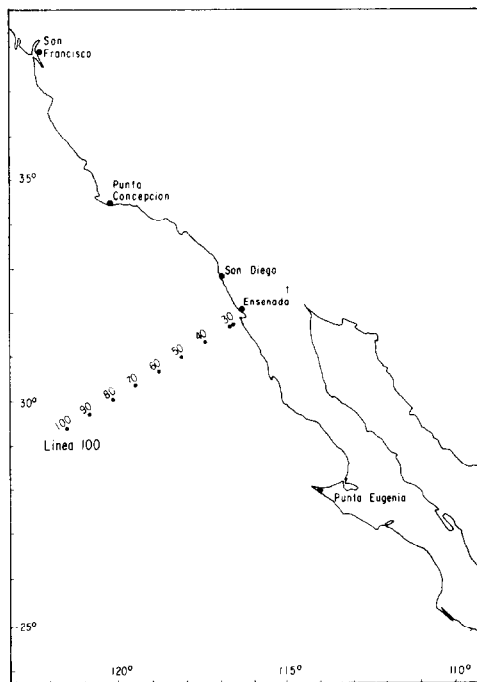 San
Francisco
35°
Punta
Concepcion
San Diego
Ensenada
30
40
50
60
70
80
90
100
30°
Linea 100
Punta Eugenia
25°
120°
115°
110°